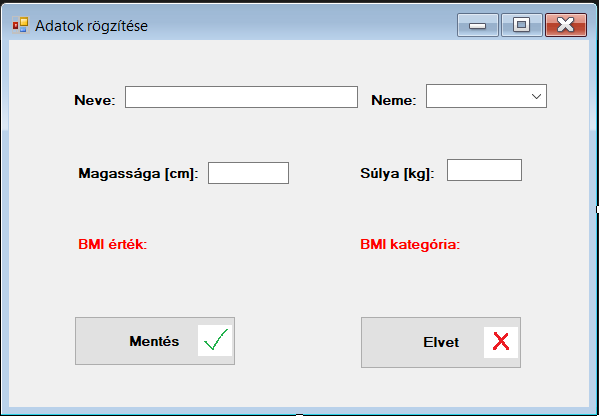 Adatok rögzítése
Neve: Neme:
Magassága [cm]: Súlya [kg]:
BMI érték: BMI kategória:
Mentés Elvet